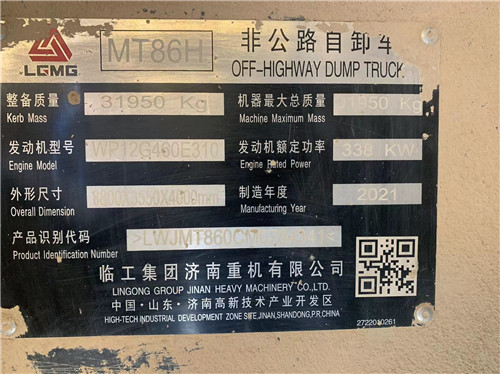 LGMG MT86H 非公路自卸车
OFF-HIGHWAY DUMP TRUCK
整备质量 31950 Kg 机器最大总质量 Kg
Kerb Mass Machine Maximum Mass
发动机型号 WP12G460E310 发动机额定功率 338 KW
Engine Model Engine Rated Power
外形尺寸 制造年度 2021
Overall Dimension Manufacturing Year
产品识别代码
Product Identification Number
临工集团济南重机有限公司
LINGONG GROUP JINAN HEAVY MACHINERY CO.,LTD
中国·山东·济南高新技术产业开发区
HIGH-TECH INDUSTRIAL DEVELOPMENT ZONE SITE,JINAN,SHANDONG,P.R.CHINA
2722010261